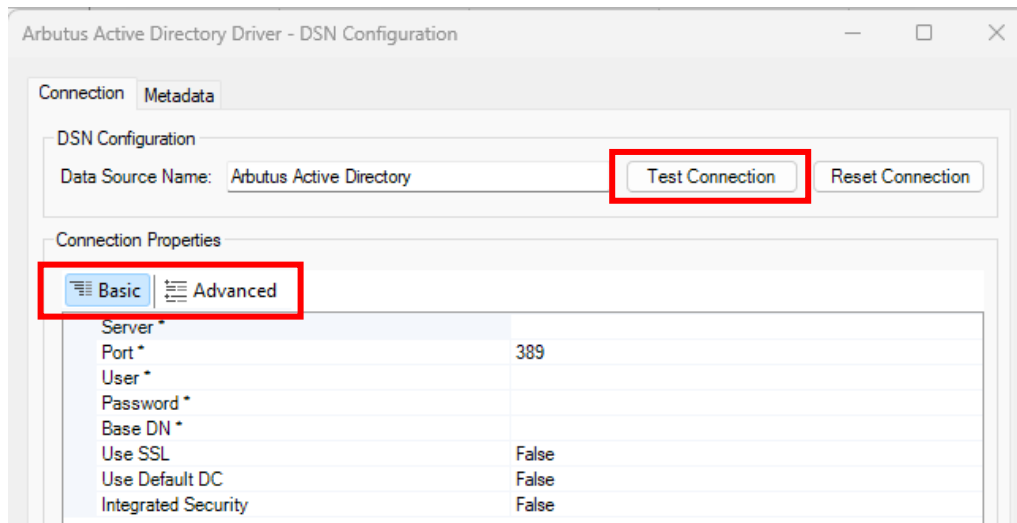 Arbutus Active Directory Driver - DSN Configuration
Connection Metadata
DSN Configuration
Data Source Name: Arbutus Active Directory Test Connection Reset Connection
Connection Properties
Basic Advanced
Server *
Port * 389
User *
Password *
Base DN *
Use SSL False
Use Default DC False
Integrated Security False